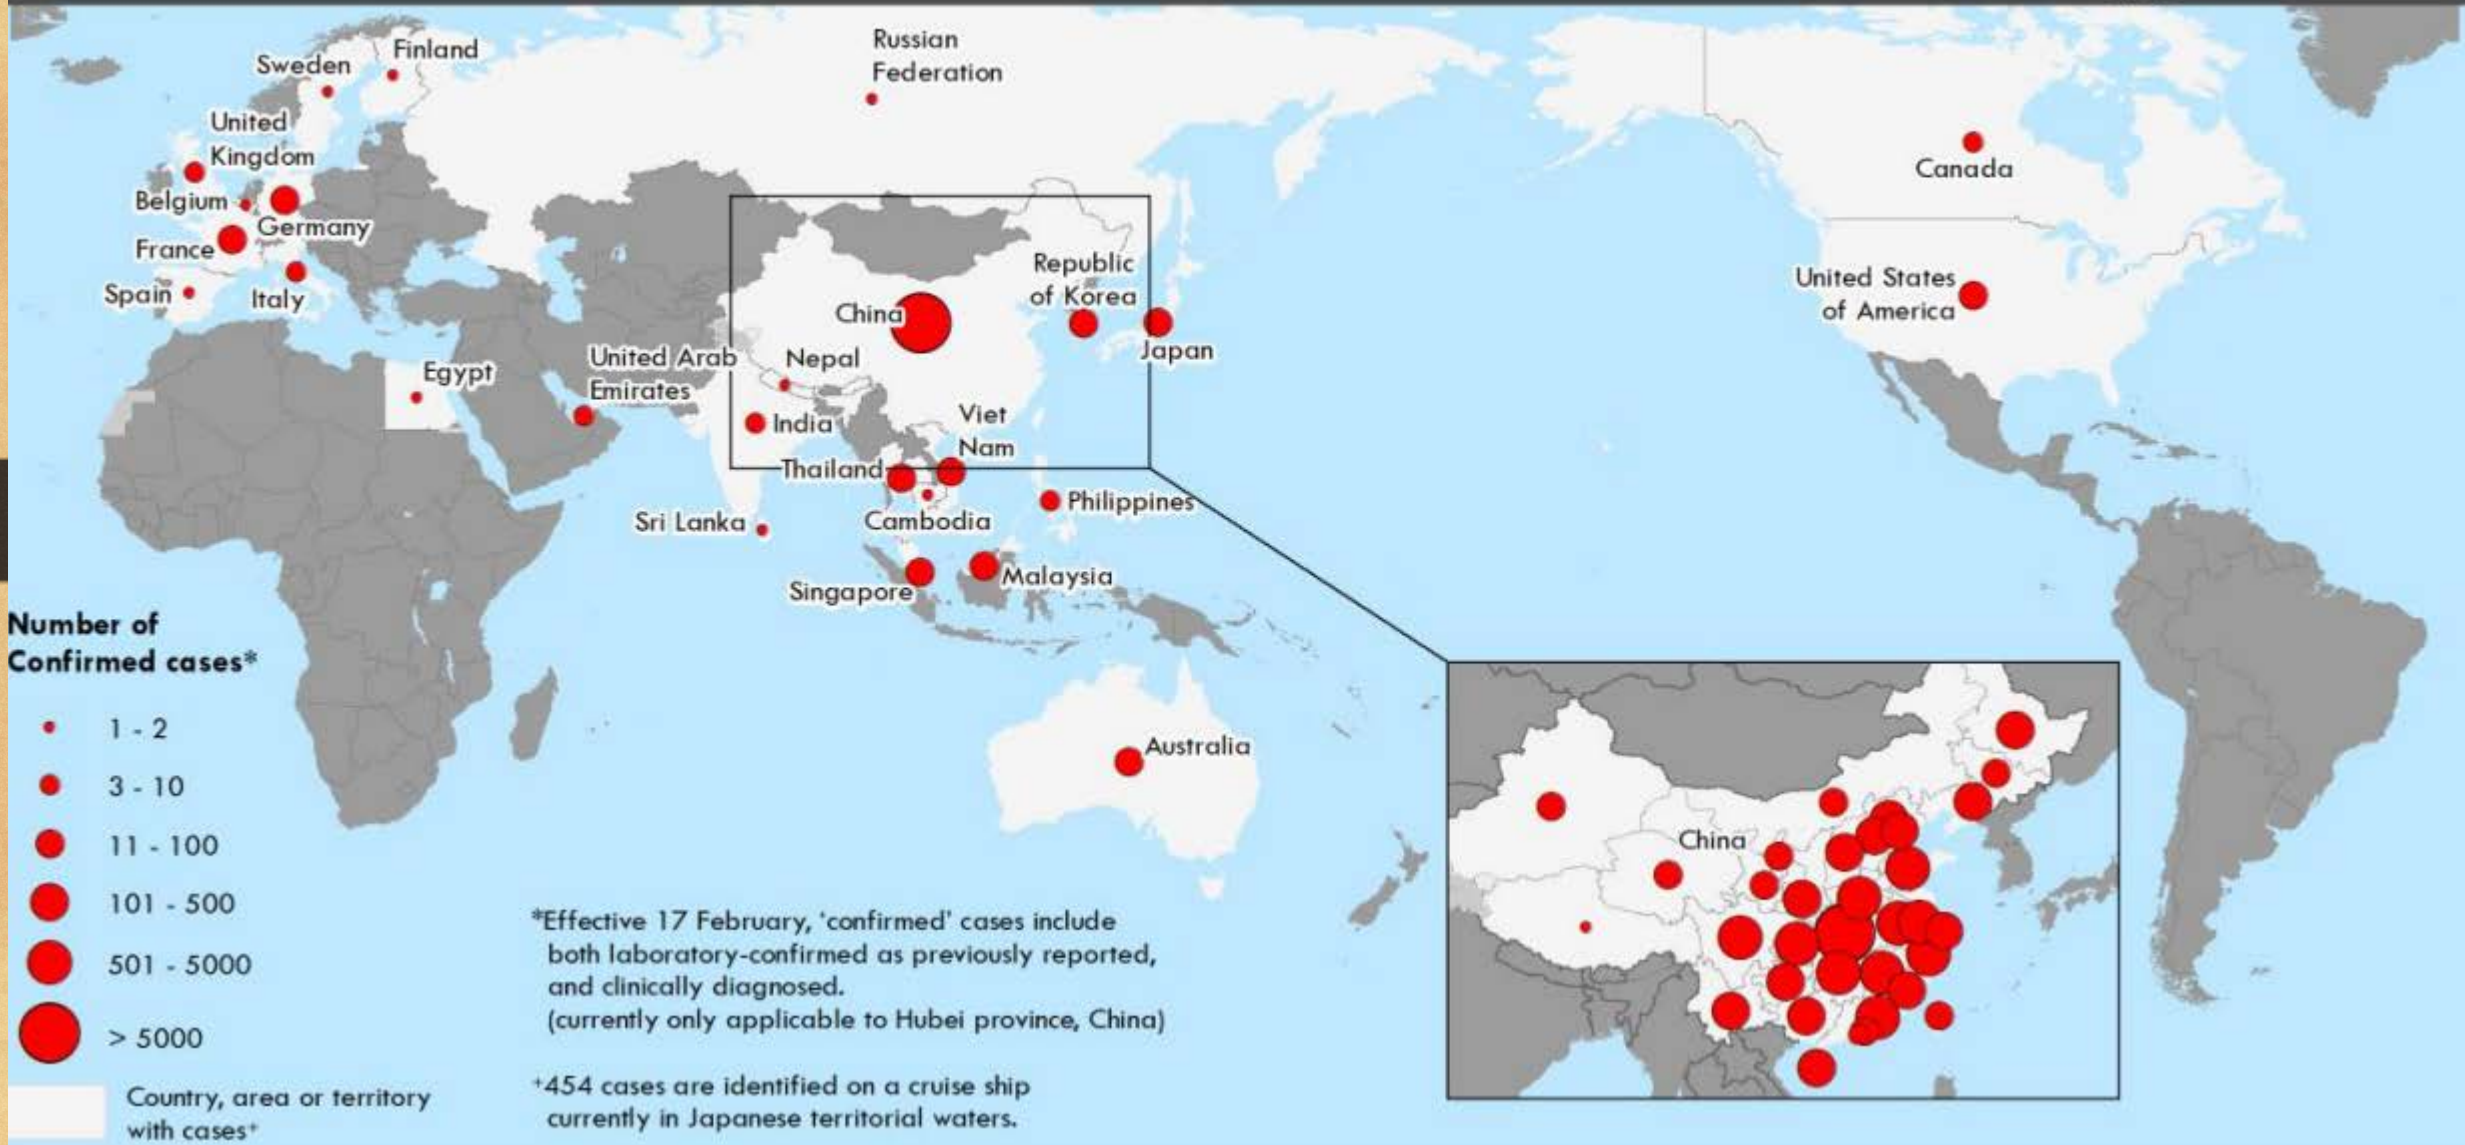 Sweden
Finland
Russian
Federation
United
Kingdom
Belgium
Germany
France
Spain
Italy
Canada
United States
of America
Republic
of Korea
China
Japan
Nepal
United Arab
Emirates
Egypt
India
Viet
Nam
Thailand
Philippines
Sri Lanka
Cambodia
Malaysia
Singapore
Australia
China
Number of
Confirmed cases*
1 - 2
3 - 10
11 - 100
101 - 500
501 - 5000
> 5000
Country, area or territory
with cases⁺
*Effective 17 February, ‘confirmed’ cases include
both laboratory-confirmed as previously reported,
and clinically diagnosed.
(currently only applicable to Hubei province, China)
⁺454 cases are identified on a cruise ship
currently in Japanese territorial waters.